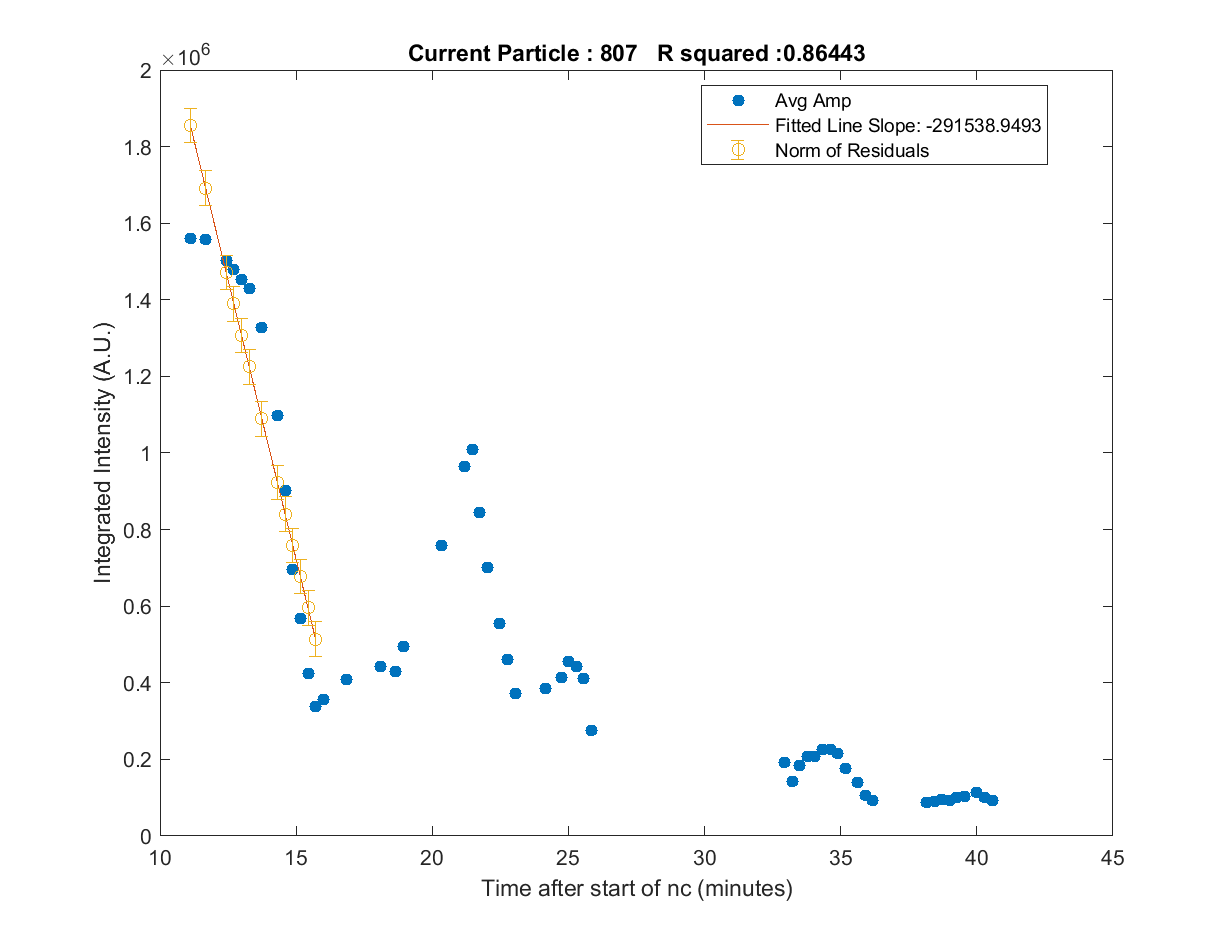 Current Particle : 807   R squared :0.86443
×10^6
2
1.8
1.6
1.4
1.2
1
0.8
0.6
0.4
0.2
0
Integrated Intensity (A.U.)
Avg Amp
Fitted Line Slope: -291538.9493
Norm of Residuals
10 15 20 25 30 35 40 45
Time after start of nc (minutes)